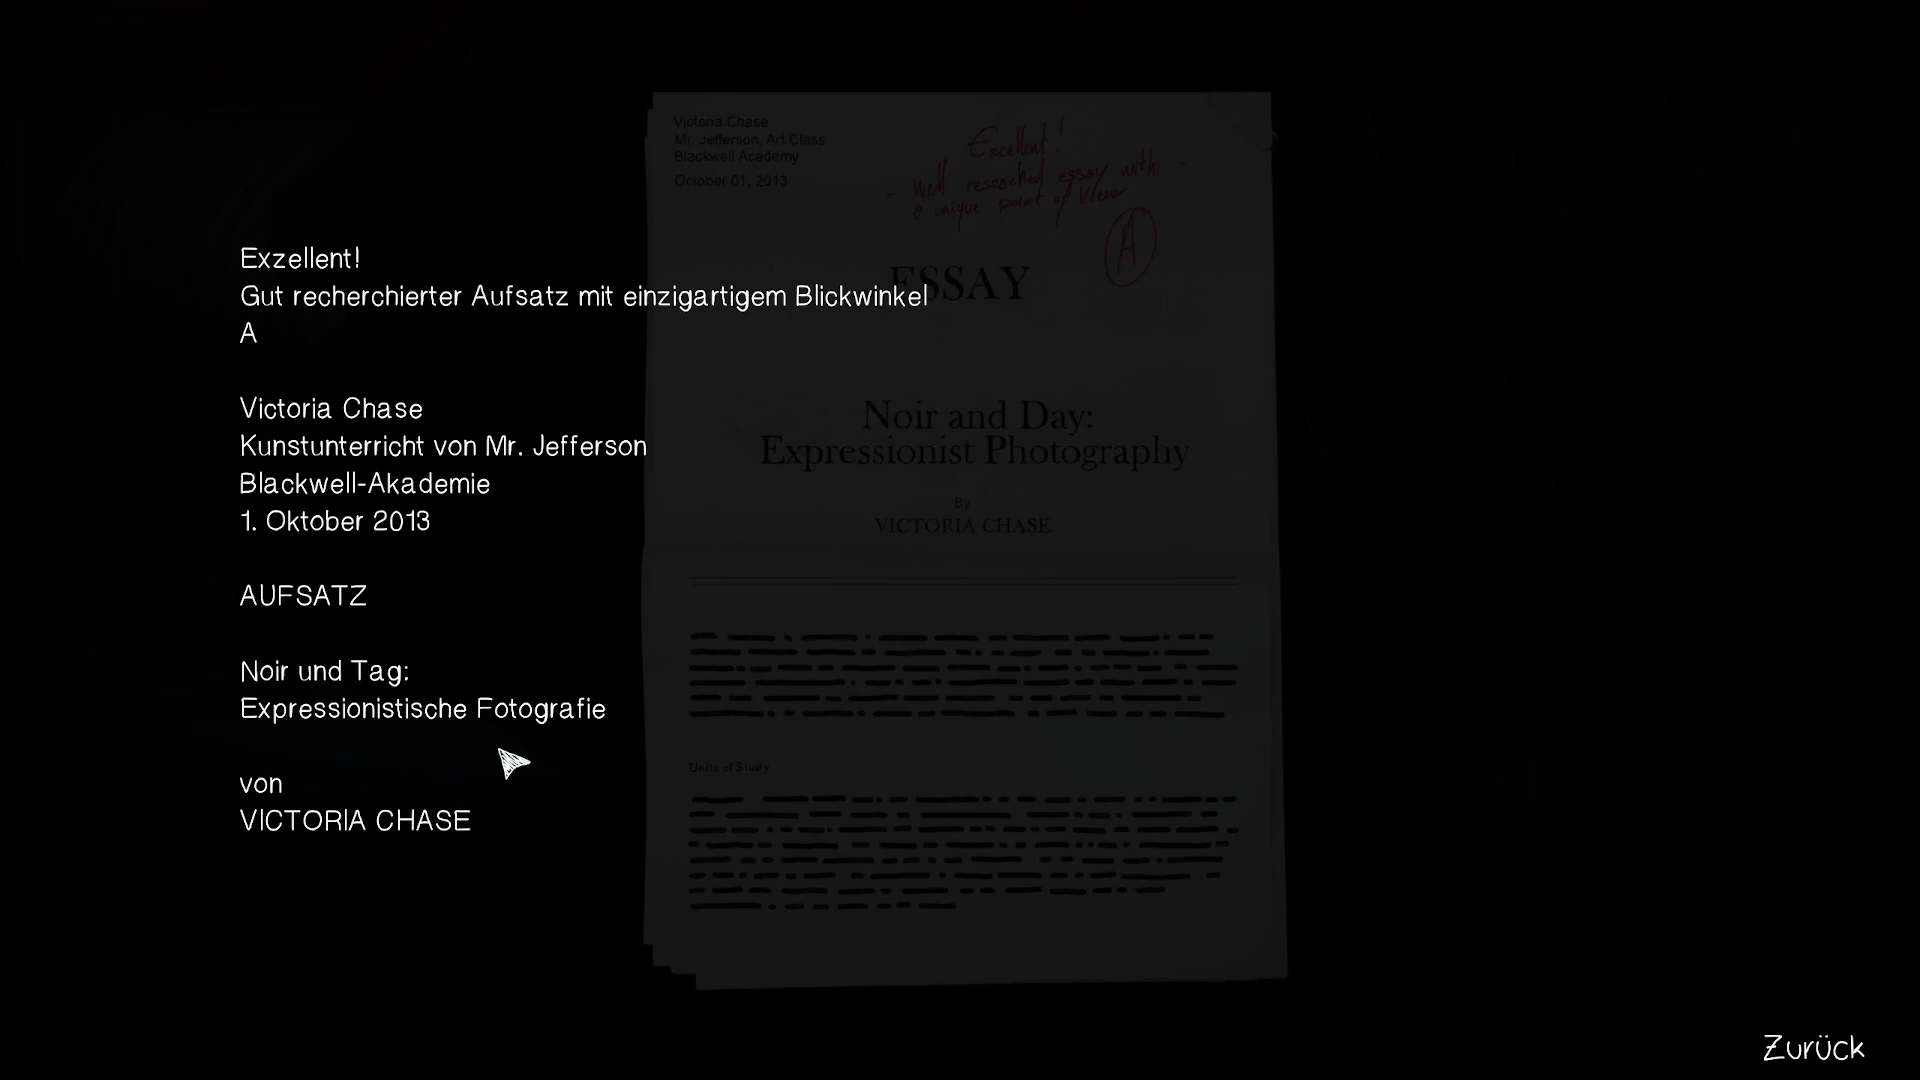 Exzellent!
Gut recherchierter Aufsatz mit einzigartigem Blickwinkel
A
Victoria Chase
Kunstunterricht von Mr. Jefferson
Blackwell-Akademie
1. Oktober 2013
AUFSATZ
Noir und Tag:
Expressionistische Fotografie
von
VICTORIA CHASE
Victoria Chase
Mr. Jefferson, Art Class
Blackwell Academy
October 01, 2013
Excellent!
- Well researched essay with -
a unique point of view
A
ESSAY
Noir and Day:
Expressionist Photography
By
VICTORIA CHASE
Units of Study
Zurück